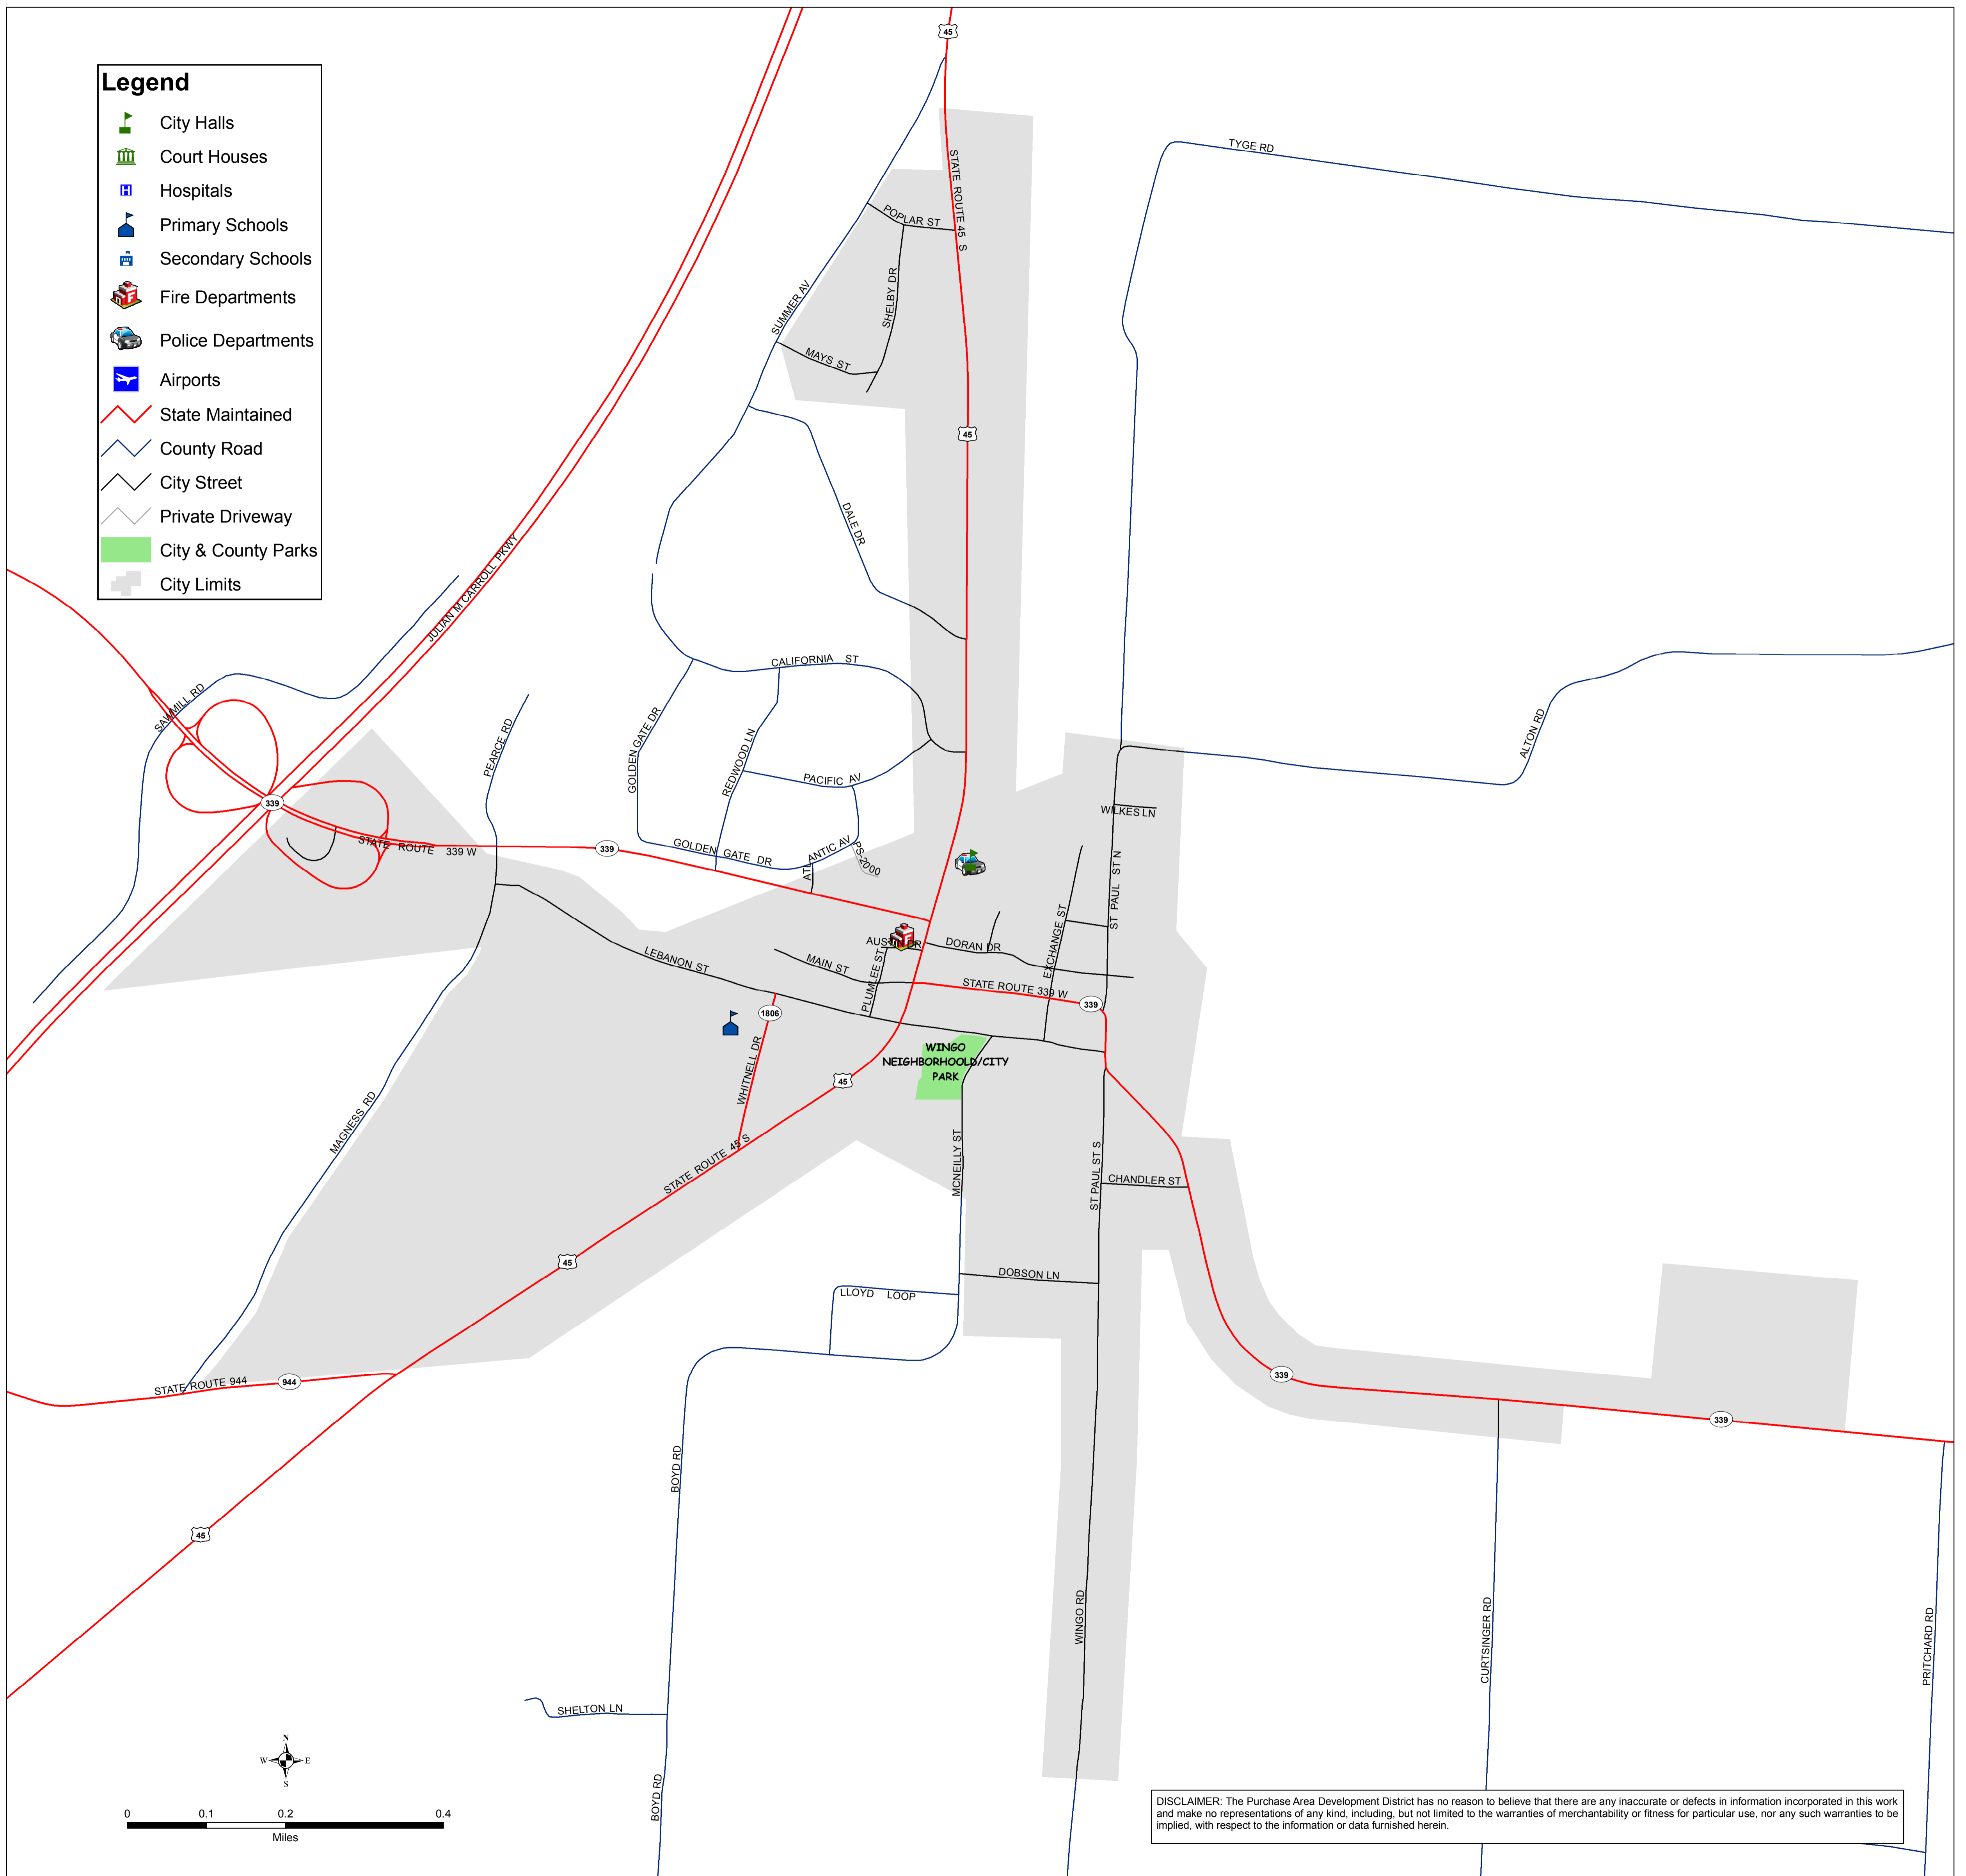 Legend
City Halls
Court Houses
Hospitals
Primary Schools
Secondary Schools
Fire Departments
Police Departments
Airports
State Maintained
County Road
City Street
Private Driveway
City & County Parks
City Limits
45
TYGE RD
STATE ROUTE 45 S
POPLAR ST
SHELBY DR
SUMMER AV
MAYS ST
45
DALE DR
JULIAN M CARROLL PKWY
CALIFORNIA ST
SAWMILL RD
PEARCE RD
GOLDEN GATE DR
REDWOOD LN
PACIFIC AV
ALTON RD
339
WILKES LN
STATE ROUTE 339 W
339
GOLDEN GATE DR
ATLANTIC AV
PS-2000
ST PAUL ST N
EXCHANGE ST
AUSTIN DR
F
DORAN DR
LEBANON ST
MAIN ST
PLUMLEE ST
STATE ROUTE 339 W
339
1806
WHITNELL DR
WINGO
NEIGHBORHOOLD/CITY
PARK
45
MAGNESS RD
STATE ROUTE 45 S
MCNEILLY ST
ST PAUL ST S
CHANDLER ST
45
DOBSON LN
LLOYD LOOP
STATE ROUTE 944
944
339
339
BOYD RD
45
WINGO RD
CURTSINGER RD
PRITCHARD RD
SHELTON LN
BOYD RD
N
W E
S
0 0.1 0.2 0.4
Miles
DISCLAIMER: The Purchase Area Development District has no reason to believe that there are any inaccurate or defects in information incorporated in this work
and make no representations of any kind, including, but not limited to the warranties of merchantability or fitness for particular use, nor any such warranties to be
implied, with respect to the information or data furnished herein.